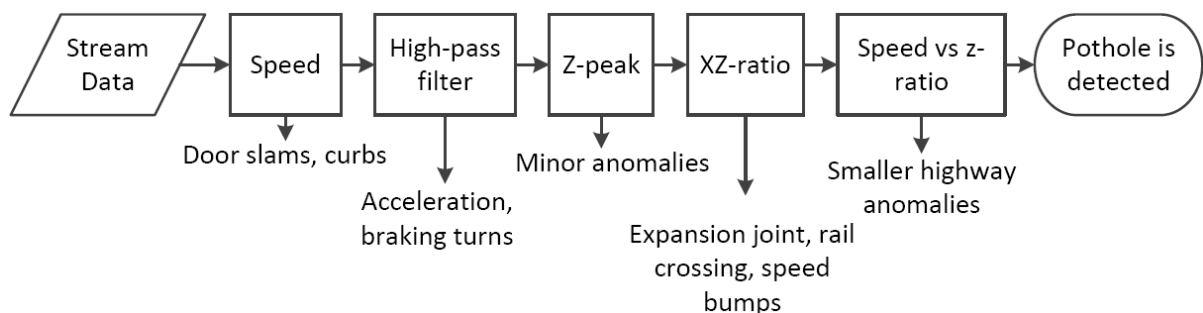 Stream
Data
Speed
High-pass
filter
Z-peak
XZ-ratio
Speed vs z-
ratio
Pothole is
detected
Door slams, curbs
Acceleration,
braking turns
Minor anomalies
Expansion joint, rail
crossing, speed
bumps
Smaller highway
anomalies